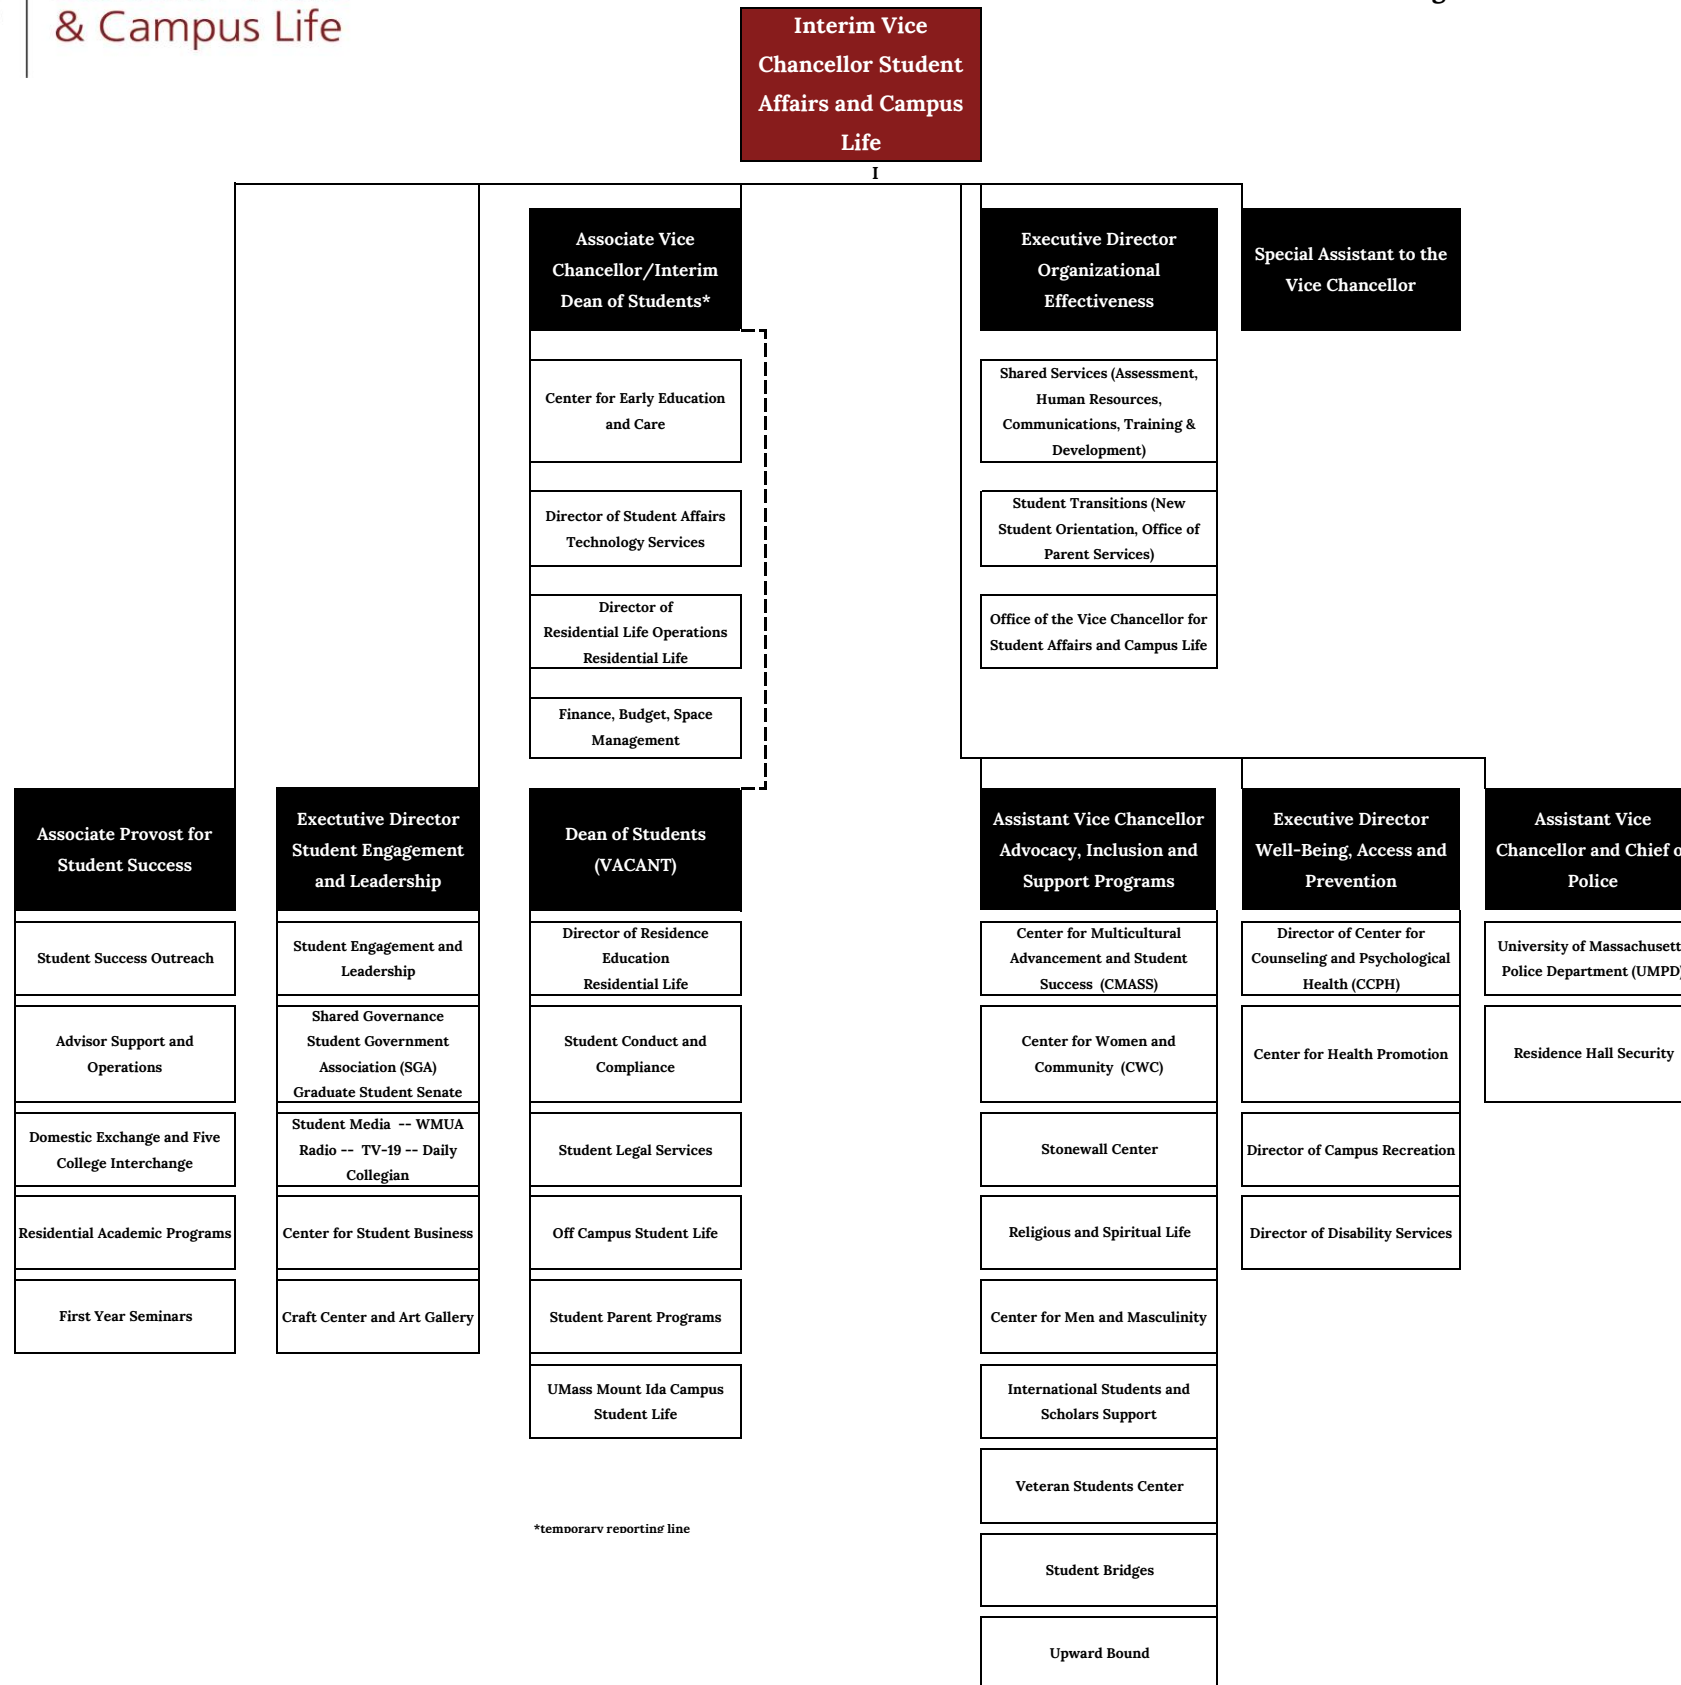 & Campus Life
Interim Vice
Chancellor Student
Affairs and Campus
Life
I
Associate Vice
Chancellor/Interim
Dean of Students*
Executive Director
Organizational
Effectiveness
Special Assistant to the
Vice Chancellor
Center for Early Education
and Care
Director of Student Affairs
Technology Services
Director of
Residential Life Operations
Residential Life
Finance, Budget, Space
Management
Shared Services (Assessment,
Human Resources,
Communications, Training &
Development)
Student Transitions (New
Student Orientation, Office of
Parent Services)
Office of the Vice Chancellor for
Student Affairs and Campus Life
Associate Provost for
Student Success
Student Success Outreach
Advisor Support and
Operations
Domestic Exchange and Five
College Interchange
Residential Academic Programs
First Year Seminars
Exectutive Director
Student Engagement
and Leadership
Student Engagement and
Leadership
Shared Governance
Student Government
Association (SGA)
Graduate Student Senate
Student Media -- WMUA
Radio -- TV-19 -- Daily
Collegian
Center for Student Business
Craft Center and Art Gallery
Dean of Students
(VACANT)
Director of Residence
Education
Residential Life
Student Conduct and
Compliance
Student Legal Services
Off Campus Student Life
Student Parent Programs
UMass Mount Ida Campus
Student Life
*temporary reporting line
Assistant Vice Chancellor
Advocacy, Inclusion and
Support Programs
Center for Multicultural
Advancement and Student
Success (CMASS)
Center for Women and
Community (CWC)
Stonewall Center
Religious and Spiritual Life
Center for Men and Masculinity
International Students and
Scholars Support
Veteran Students Center
Student Bridges
Upward Bound
Executive Director
Well-Being, Access and
Prevention
Director of Center for
Counseling and Psychological
Health (CCPH)
Center for Health Promotion
Director of Campus Recreation
Director of Disability Services
Assistant Vice
Chancellor and Chief o
Police
University of Massachusett
Police Department (UMPD)
Residence Hall Security